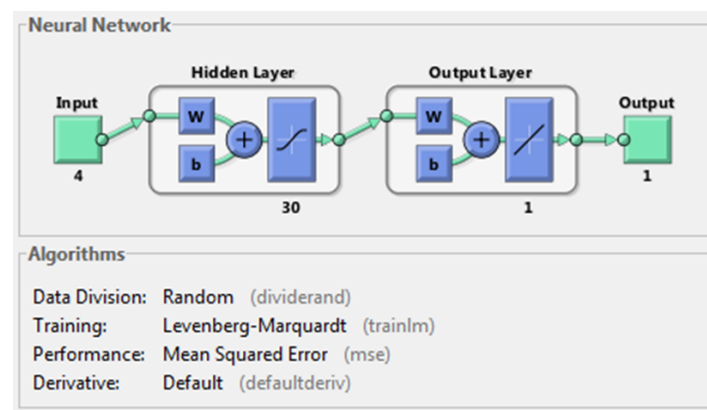 Neural Network
Hidden Layer
Output Layer
Input
Output
W
W
+
+
b
b
4
30
1
1
Algorithms
Data Division: Random (dividerand)
Training: Levenberg-Marquardt (trainlm)
Performance: Mean Squared Error (mse)
Derivative: Default (defaultderiv)